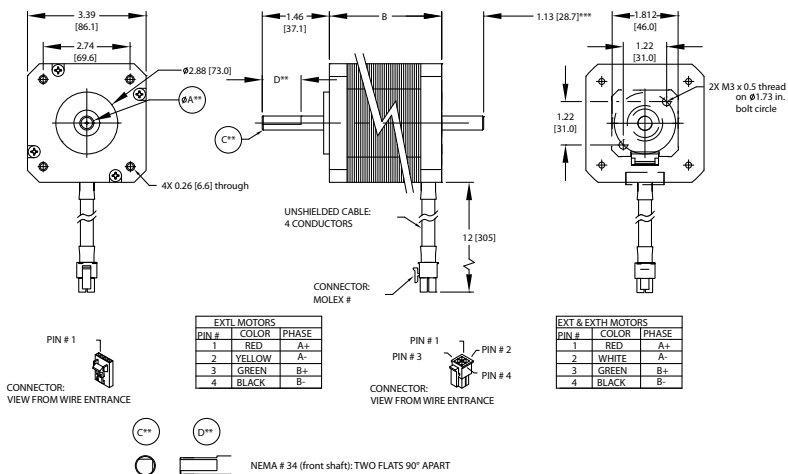 3.39
[86.1]
2.74
[69.6]
ø2.88 [73.0]
øA**
4X 0.26 [6.6] through
1.46
[37.1]
B
1.13 [28.7]***
D**
C**
UNSHIELDED CABLE:
4 CONDUCTORS
12 [305]
CONNECTOR:
MOLEX #
1.812
[46.0]
1.22
[31.0]
1.22
[31.0]
2X M3 x 0.5 thread
on ø1.73 in.
bolt circle
PIN # 1
CONNECTOR:
VIEW FROM WIRE ENTRANCE
EXTL MOTORS
PIN # COLOR PHASE
1 RED A+
2 YELLOW A-
3 GREEN B+
4 BLACK B-
PIN # 1
PIN # 2
PIN # 3
PIN # 4
CONNECTOR:
VIEW FROM WIRE ENTRANCE
EXT & EXTH MOTORS
PIN # COLOR PHASE
1 RED A+
2 WHITE A-
3 GREEN B+
4 BLACK B-
C** D**
NEMA # 34 (front shaft): TWO FLATS 90° APART